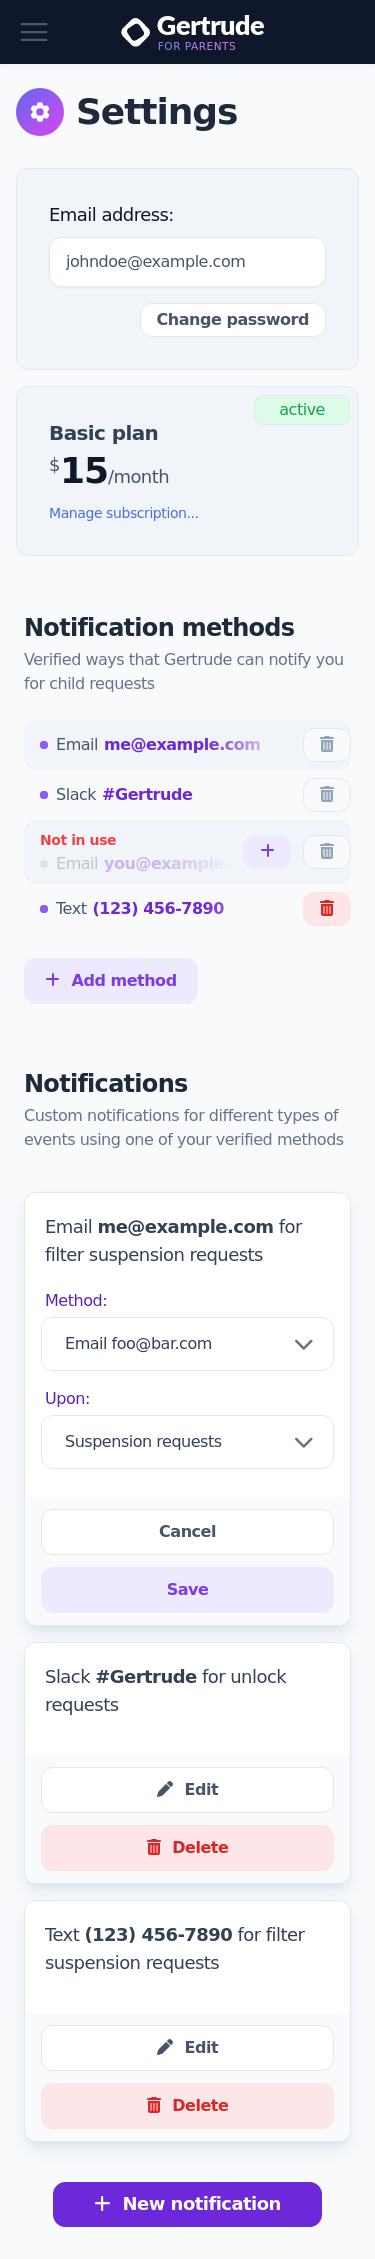 Gertrude
FOR PARENTS
Settings
Email address:
johndoe@example.com
Change password
active
Basic plan
$15/month
Manage subscription...
Notification methods
Verified ways that Gertrude can notify you
for child requests
Email me@example.com
Slack #Gertrude
Not in use
Email you@example.
Text (123) 456-7890
+ Add method
Notifications
Custom notifications for different types of
events using one of your verified methods
Email me@example.com for
filter suspension requests
Method:
Email foo@bar.com
Upon:
Suspension requests
Cancel
Save
Slack #Gertrude for unlock
requests
Edit
Delete
Text (123) 456-7890 for filter
suspension requests
Edit
Delete
+ New notification